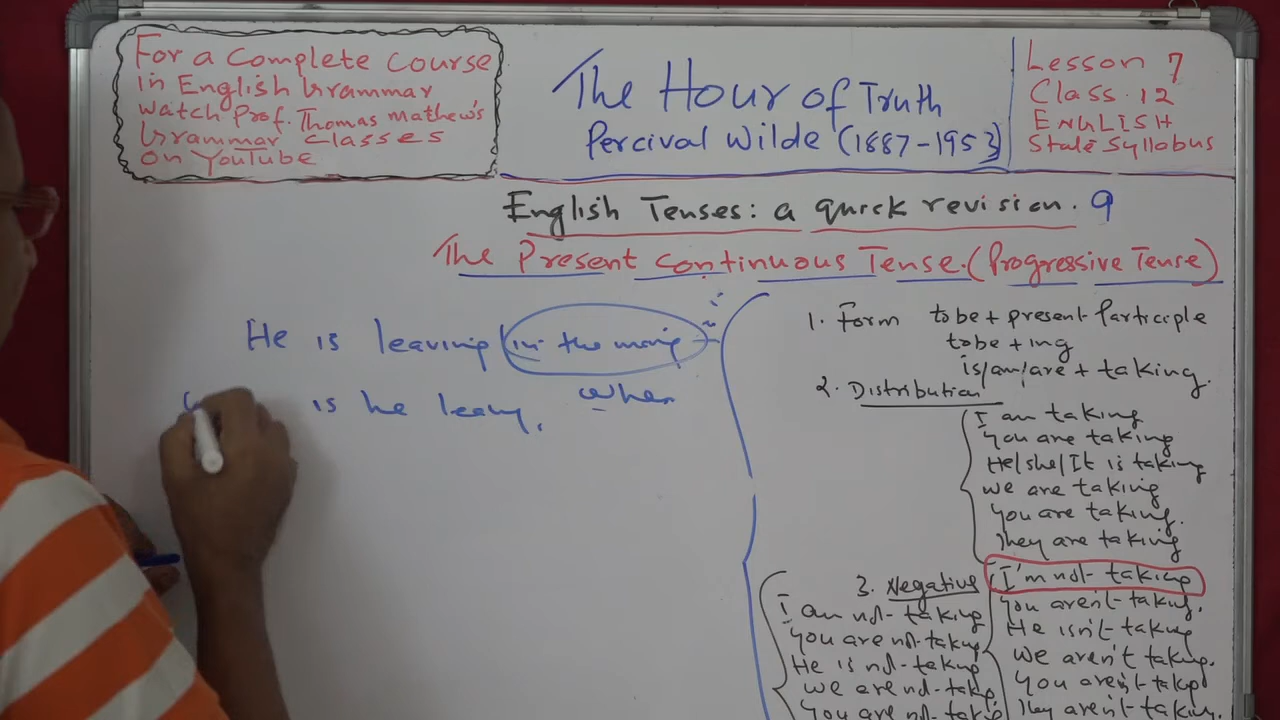 For a Complete Course
in English Grammar
watch Prof. Thomas Mathew's
Grammar Classes
on YouTube
The Hour of Truth
Percival Wilde (1887-1953)
Lesson 7
Class. 12
ENGLISH
State Syllabus
English Tenses: a quick revision. 9
The Present Continuous Tense. (Progressive Tense)
He is leaving in the
when
is he
1. Form to be + present Participle
to be + ing
is/am/are + taking.
2. Distribution
I am taking
You are taking
He/she/It is taking
we are taking
You are taking.
They are taking
3. Negative
I am not taking
You are not taking
He is not taking
we are not taking
You are not taking
I'm not taking
You aren't taking.
He isn't taking
we aren't taking.
You aren't taking
They aren't taking.